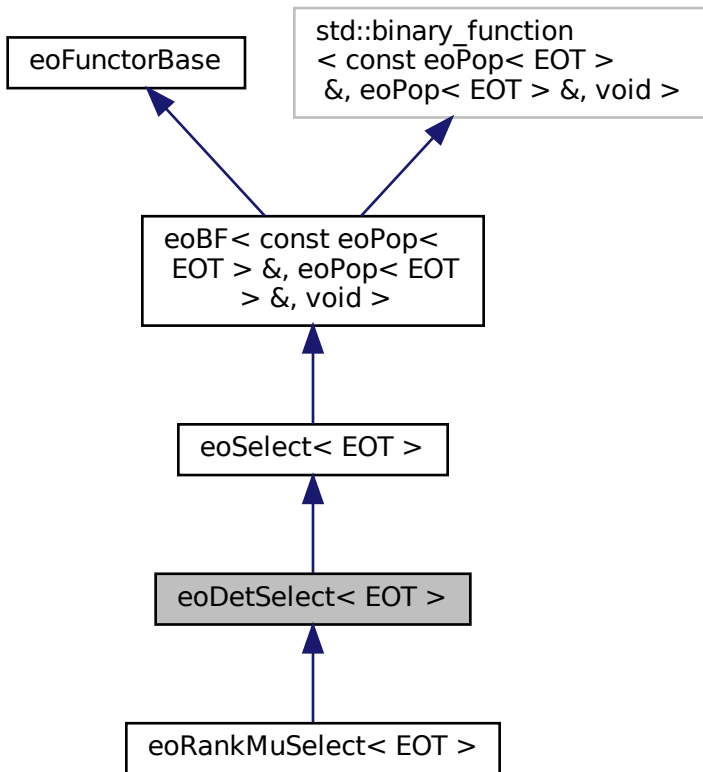 eoFunctorBase
std::binary_function
< const eoPop< EOT >
&, eoPop< EOT > &, void >
eoBF< const eoPop<
EOT > &, eoPop< EOT
> &, void >
eoSelect< EOT >
eoDetSelect< EOT >
eoRankMuSelect< EOT >